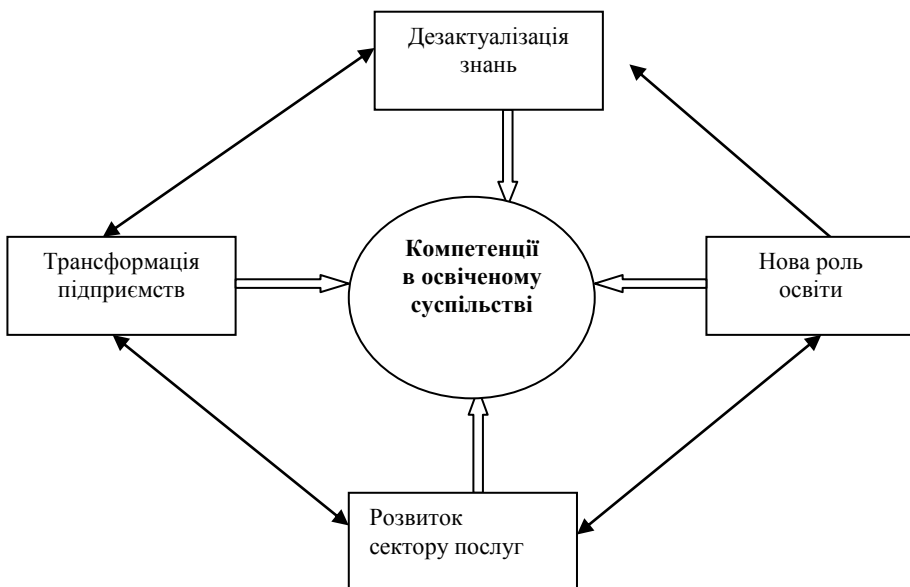 Дезактуалізація
знань
Трансформація
підприємств
Компетенції
в освіченому
суспільстві
Нова роль
освіти
Розвиток
сектору послуг